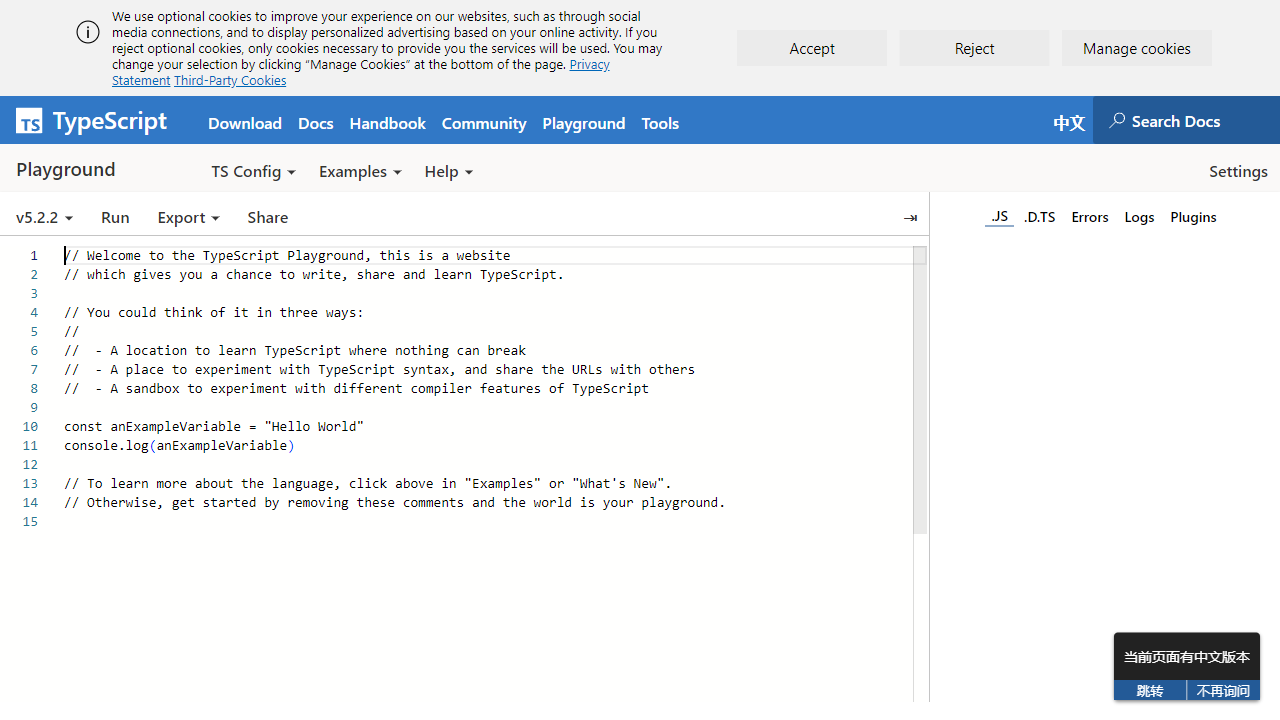 We use optional cookies to improve your experience on our websites, such as through social
media connections, and to display personalized advertising based on your online activity. If you
reject optional cookies, only cookies necessary to provide you the services will be used. You may
change your selection by clicking “Manage Cookies” at the bottom of the page. Privacy
Statement Third-Party Cookies
Accept
Reject
Manage cookies
TS TypeScript
Download Docs Handbook Community Playground Tools
中文
Search Docs
Playground
TS Config Examples Help
Settings
v5.2.2 Run Export Share
.JS .D.TS Errors Logs Plugins
1 // Welcome to the TypeScript Playground, this is a website
2 // which gives you a chance to write, share and learn TypeScript.
3
4 // You could think of it in three ways:
5 //
6 //  - A location to learn TypeScript where nothing can break
7 //  - A place to experiment with TypeScript syntax, and share the URLs with others
8 //  - A sandbox to experiment with different compiler features of TypeScript
9
10 const anExampleVariable = "Hello World"
11 console.log(anExampleVariable)
12
13 // To learn more about the language, click above in "Examples" or "What's New".
14 // Otherwise, get started by removing these comments and the world is your playground.
15
当前页面有中文版本
跳转 不再询问